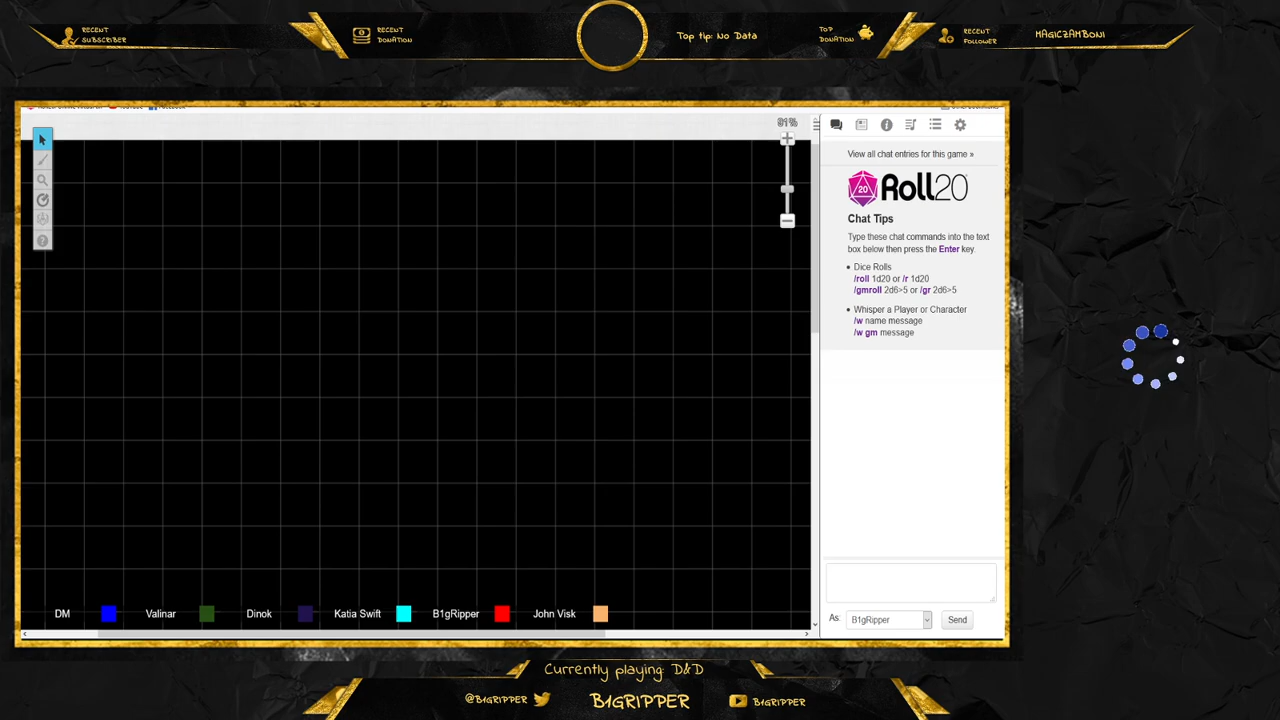 RECENT
SUBSCRIBER
RECENT
DONATION
Top tip: No Data
TOP
DONATION
RECENT
FOLLOWER
MAGICZAMBONI
81%
View all chat entries for this game »
20
Roll20
Chat Tips
Type these chat commands into the text
box below then press the Enter key.
Dice Rolls
/roll 1d20 or /r 1d20
/gmroll 2d6>5 or /gr 2d6>5
Whisper a Player or Character
/w name message
/w gm message
DM
Valinar
Dinok
Katia Swift
B1gRipper
John Visk
As:
B1gRipper
Send
Currently playing: D&D
@B1GRIPPER
B1GRIPPER
B1GRIPPER